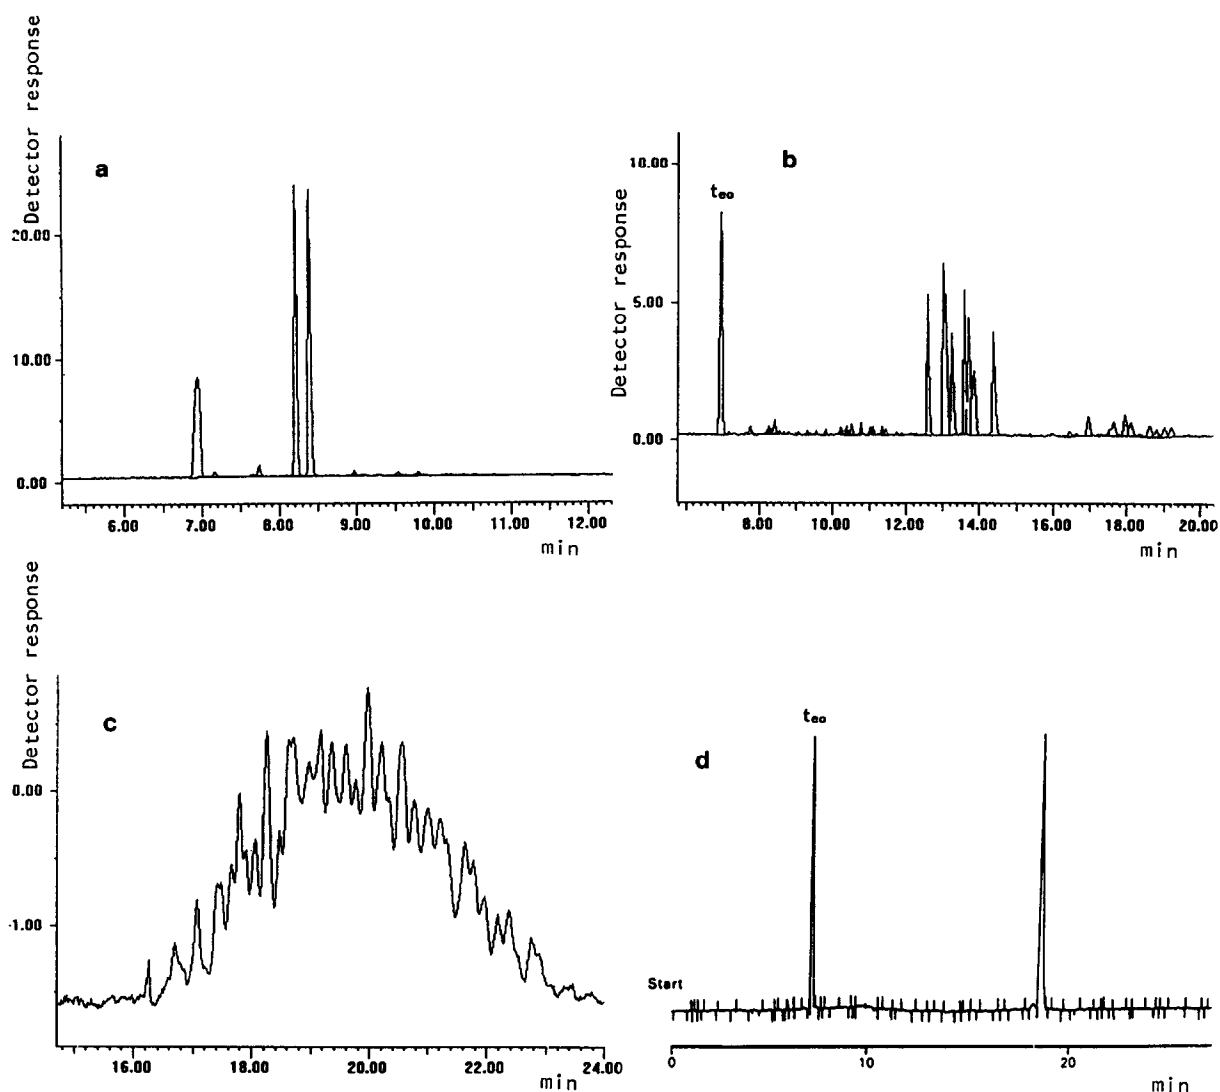 Detector response
a
20.00
10.00
0.00
6.00 7.00 8.00 9.00 10.00 11.00 12.00
min
Detector response
b
teo
10.00
5.00
0.00
8.00 10.00 12.00 14.00 16.00 18.00 20.00
min
Detector response
c
0.00
-1.00
16.00 18.00 20.00 22.00 24.00
min
d
teo
Start
0 10 20
min